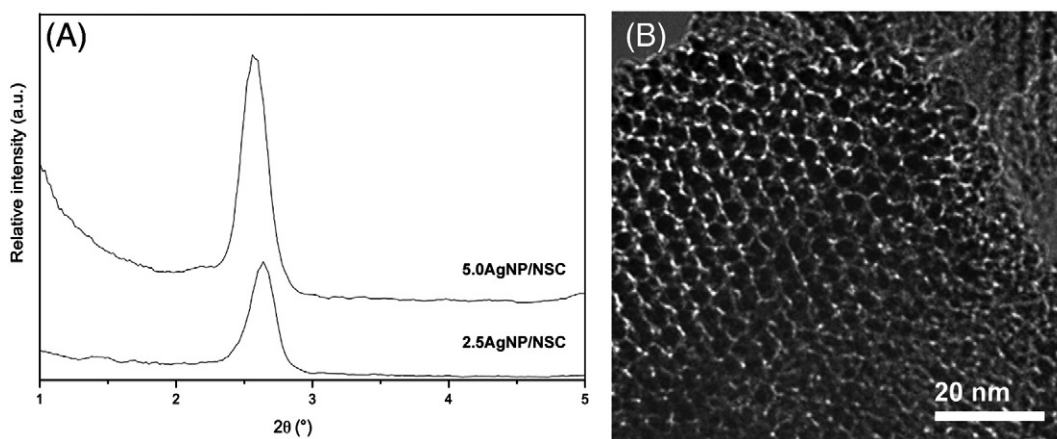 (A)
Relative intensity (a.u.)
5.0AgNP/NSC
2.5AgNP/NSC
1 2 3 4 5
2θ (°)
(B)
20 nm